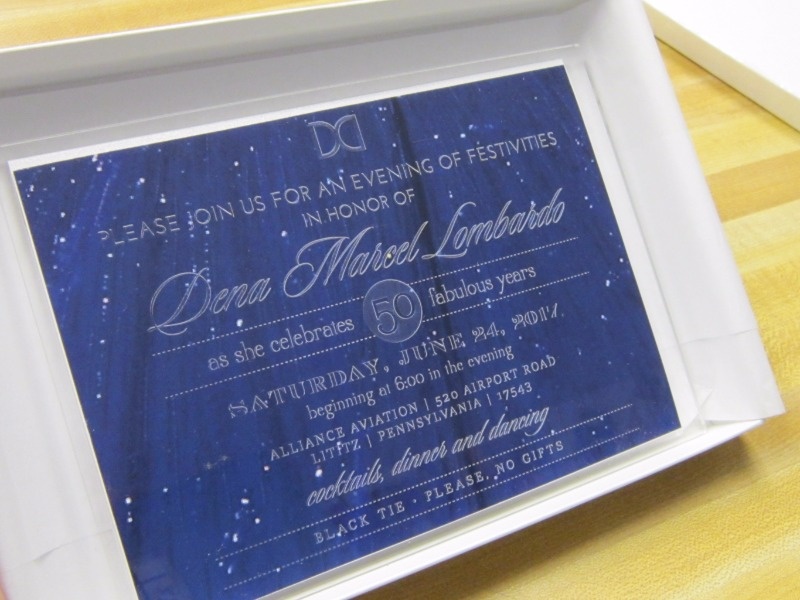 PLEASE JOIN US FOR AN EVENING OF FESTIVITIES
IN HONOR OF
Dena Marcel Lombardo
as she celebrates 50 fabulous years
SATURDAY, JUNE 24, 2017
beginning at 6:00 in the evening
ALLIANCE AVIATION | 520 AIRPORT ROAD
LITITZ | PENNSYLVANIA | 17543
cocktails, dinner and dancing
BLACK TIE · PLEASE, NO GIFTS